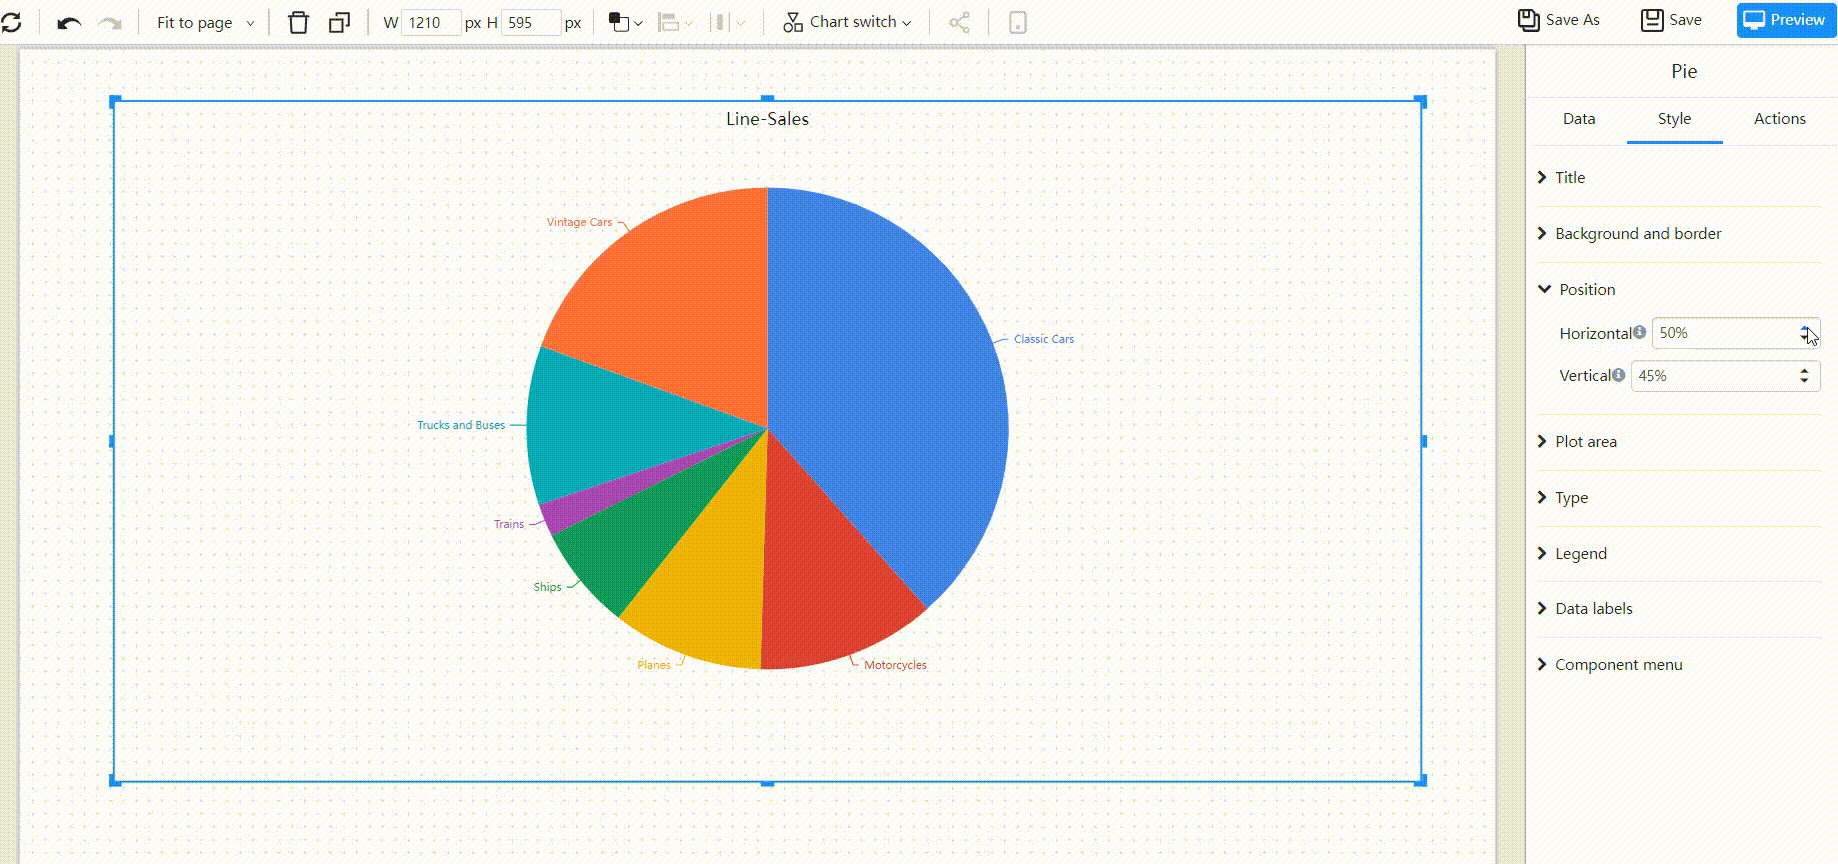 Fit to page
W 1210 px H 595 px
Chart switch
Save As
Save
Preview
Line-Sales
Vintage Cars
Classic Cars
Trucks and Buses
Trains
Ships
Planes
Motorcycles
Pie
Data Style Actions
Title
Background and border
Position
Horizontal 50%
Vertical 45%
Plot area
Type
Legend
Data labels
Component menu